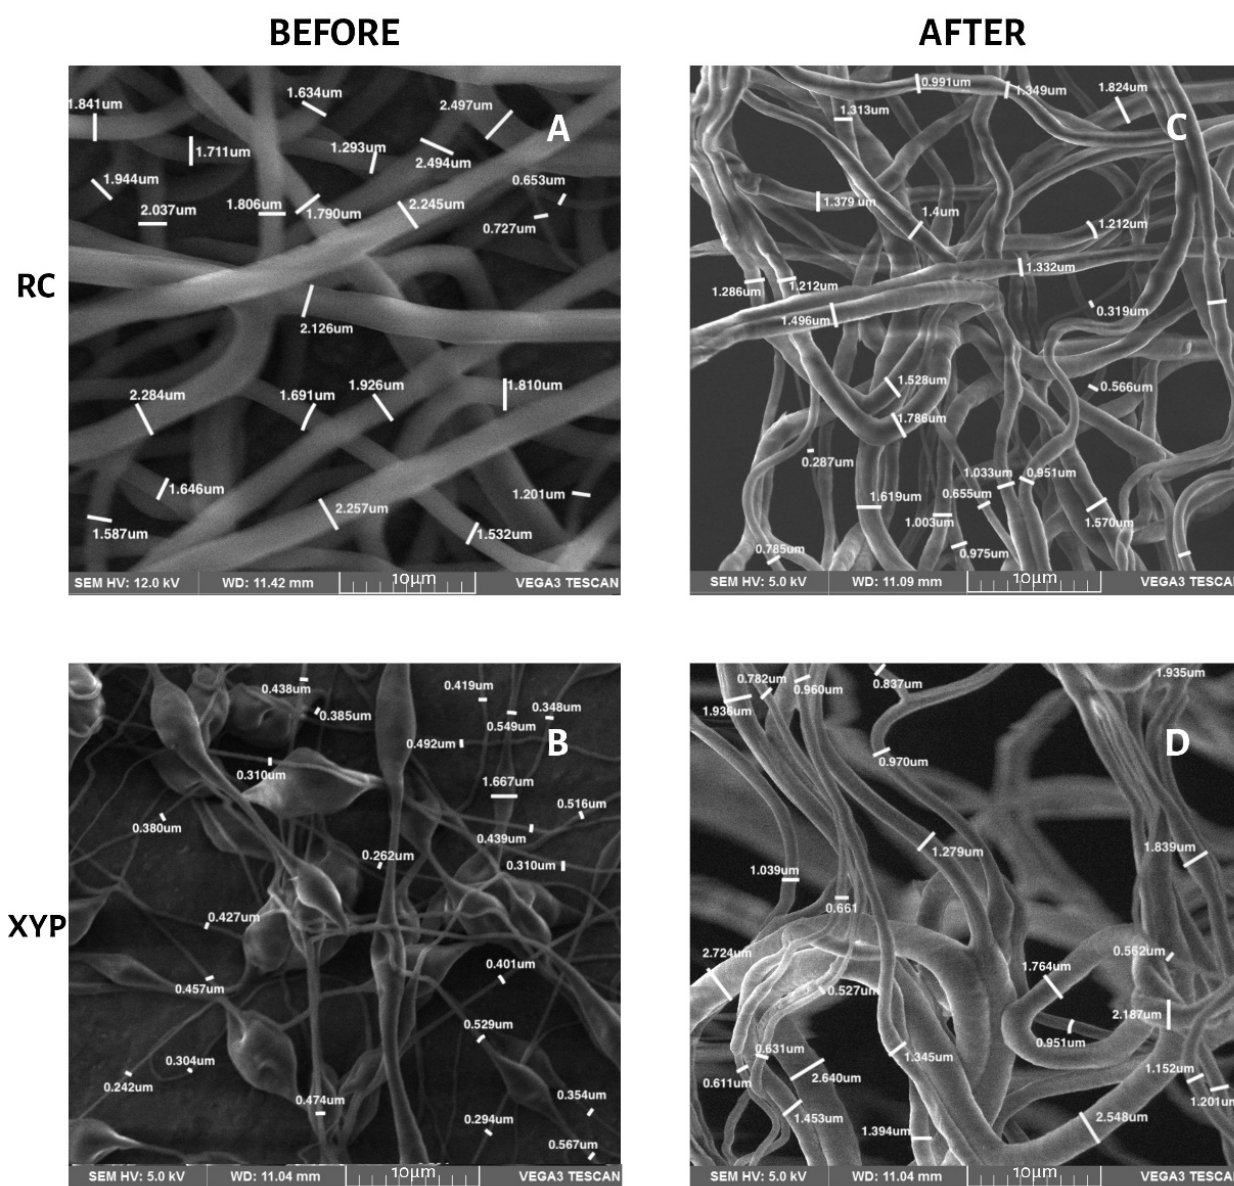 BEFORE
AFTER
RC
XYP
A
1.841um
1.634um
2.497um
1.711um
1.293um
2.494um
1.944um
0.653um
2.037um
1.806um
1.790um
2.245um
0.727um
2.126um
2.284um
1.691um
1.926um
1.810um
1.646um
1.201um
1.587um
2.257um
1.532um
SEM HV: 12.0 kV WD: 11.42 mm 10µm VEGA3 TESCAN
C
0.991um
1.349um
1.824um
1.313um
1.379 um
1.4um
1.212um
1.332um
1.286um
1.212um
1.496um
0.319um
1.528um
0.566um
1.786um
0.287um
1.033um
0.951um
1.619um
0.655um
1.003um
1.570um
0.785um
0.975um
SEM HV: 5.0 kV WD: 11.09 mm 10µm VEGA3 TESCAN
B
0.438um
0.419um
0.385um
0.348um
0.549um
0.492um
0.310um
1.667um
0.516um
0.380um
0.439um
0.262um
0.310um
0.427um
0.401um
0.457um
0.529um
0.304um
0.242um
0.474um
0.354um
0.294um
0.567um
SEM HV: 5.0 kV WD: 11.04 mm 10µm VEGA3 TESCAN
D
0.782um
0.960um
0.837um
1.935um
1.936um
0.970um
1.279um
1.839um
1.039um
0.661
2.724um
1.764um
0.562um
0.527um
2.187um
0.951um
0.631um
1.345um
0.611um
2.640um
1.152um
1.201um
1.453um
2.548um
1.394um
SEM HV: 5.0 kV WD: 11.04 mm 10µm VEGA3 TESCAN